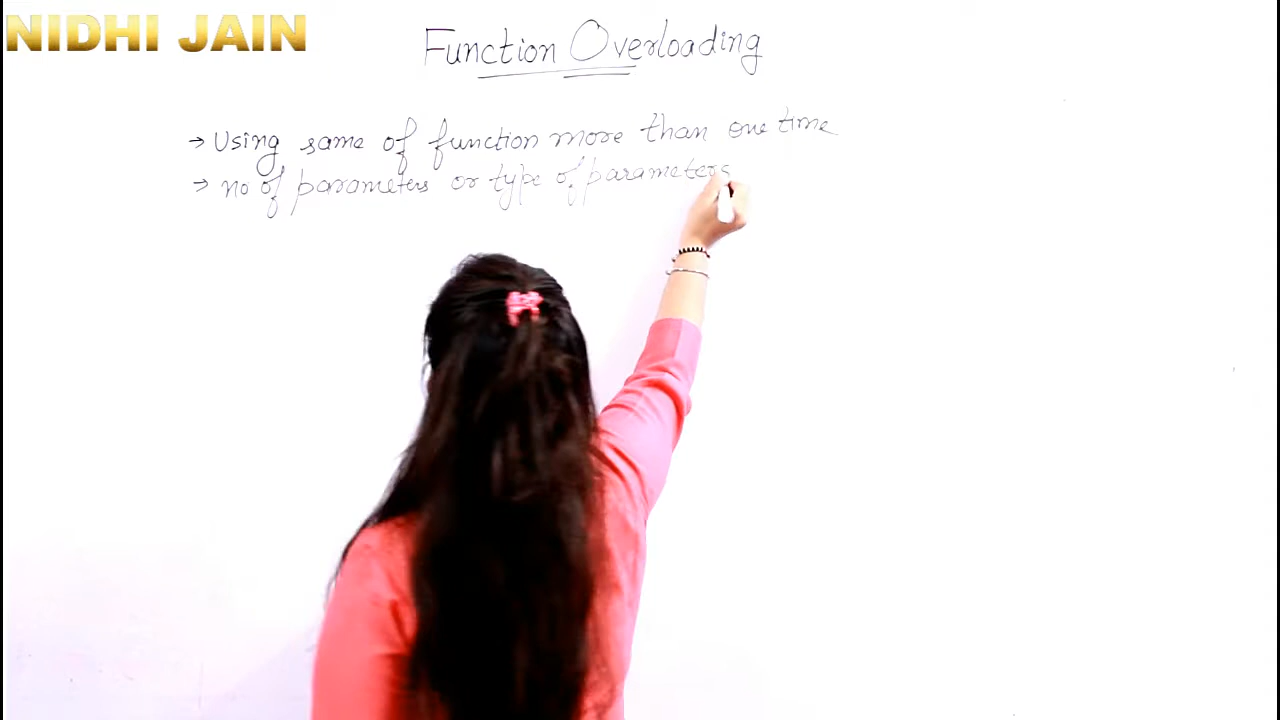 NIDHI JAIN
Function Overloading
→ Using same of function more than one time
→ no of parameters or type of parameters